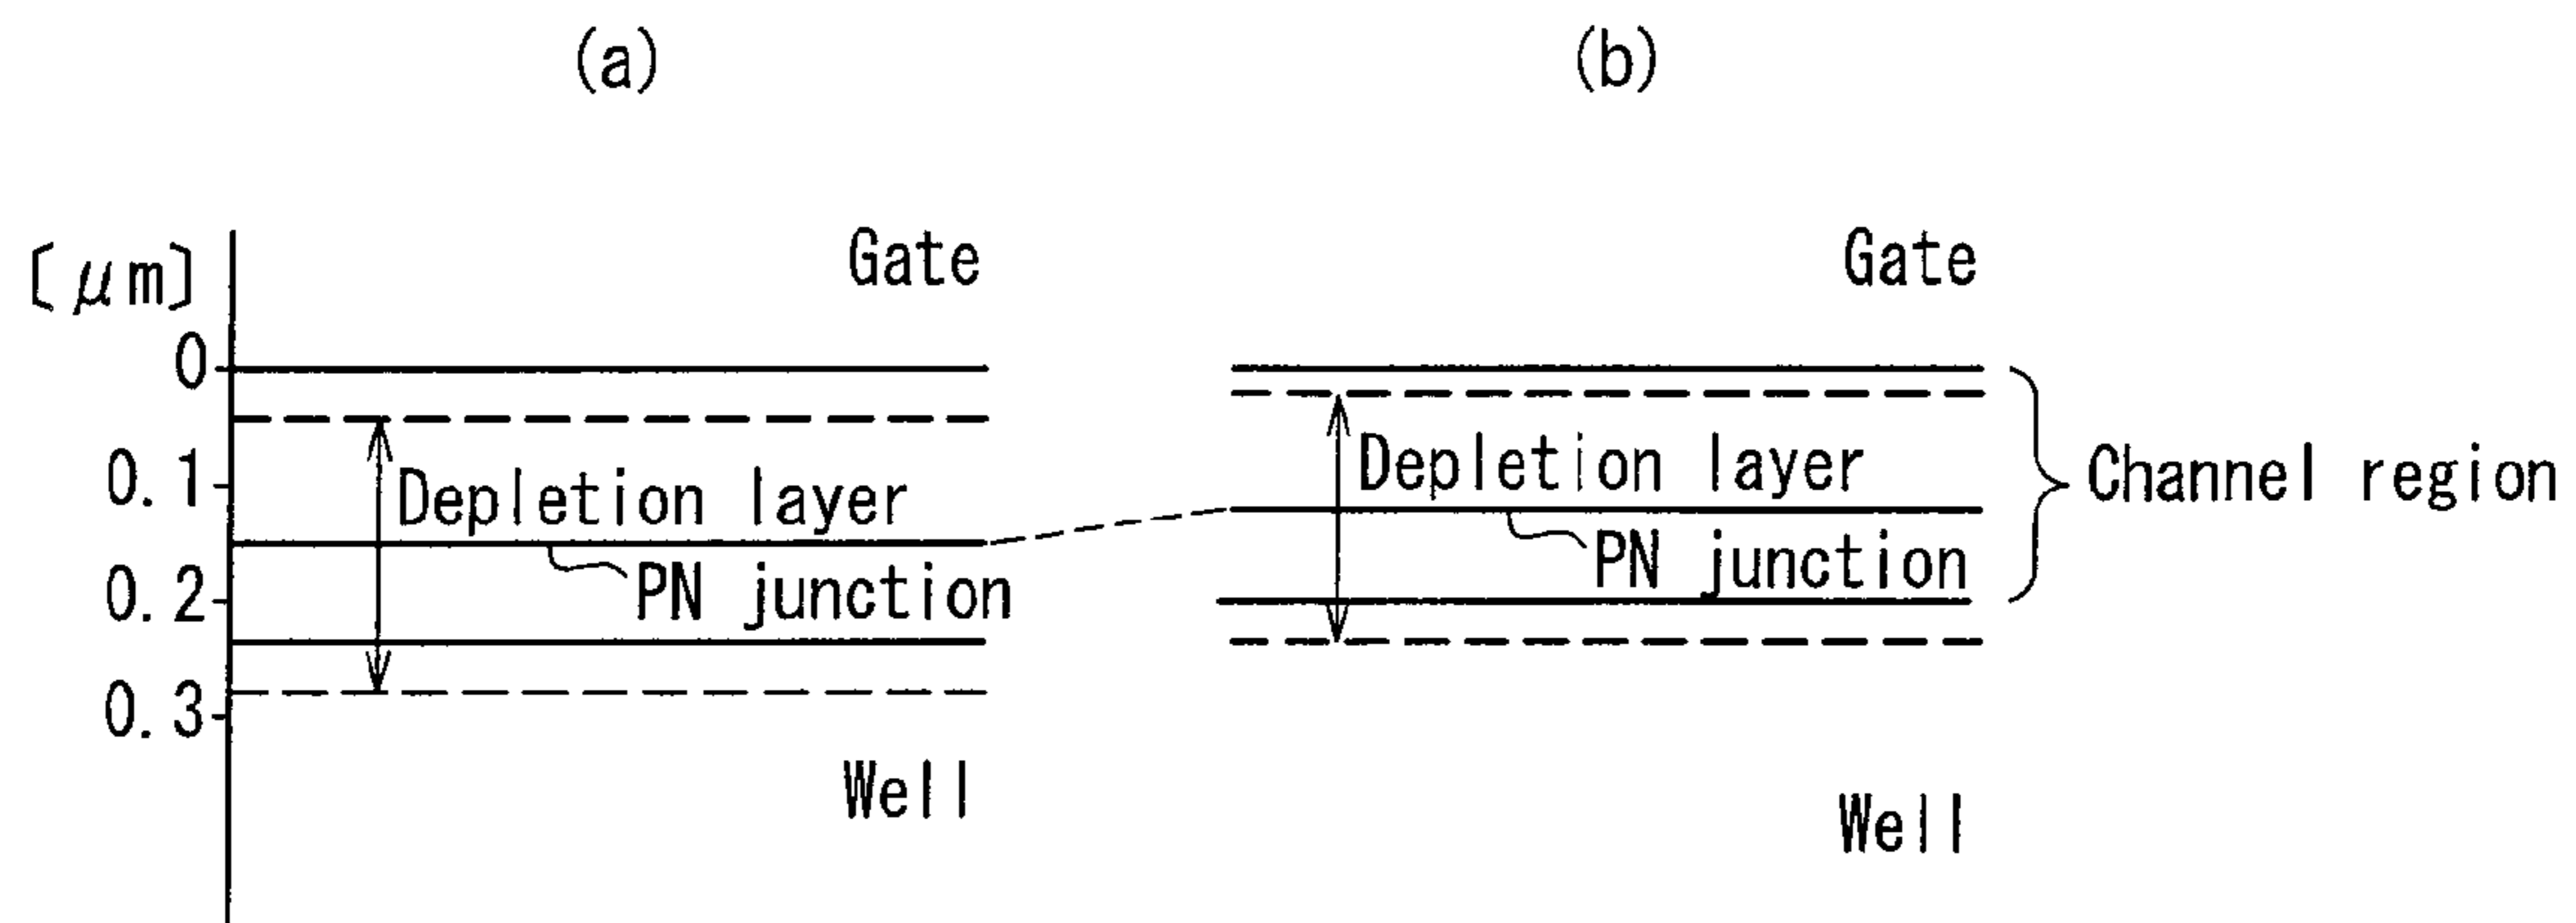 (a)
(b)
Gate
Gate
〔μm〕
0
0.1
0.2
0.3
Depletion layer
Depletion layer
Channel region
PN junction
PN junction
Well
Well